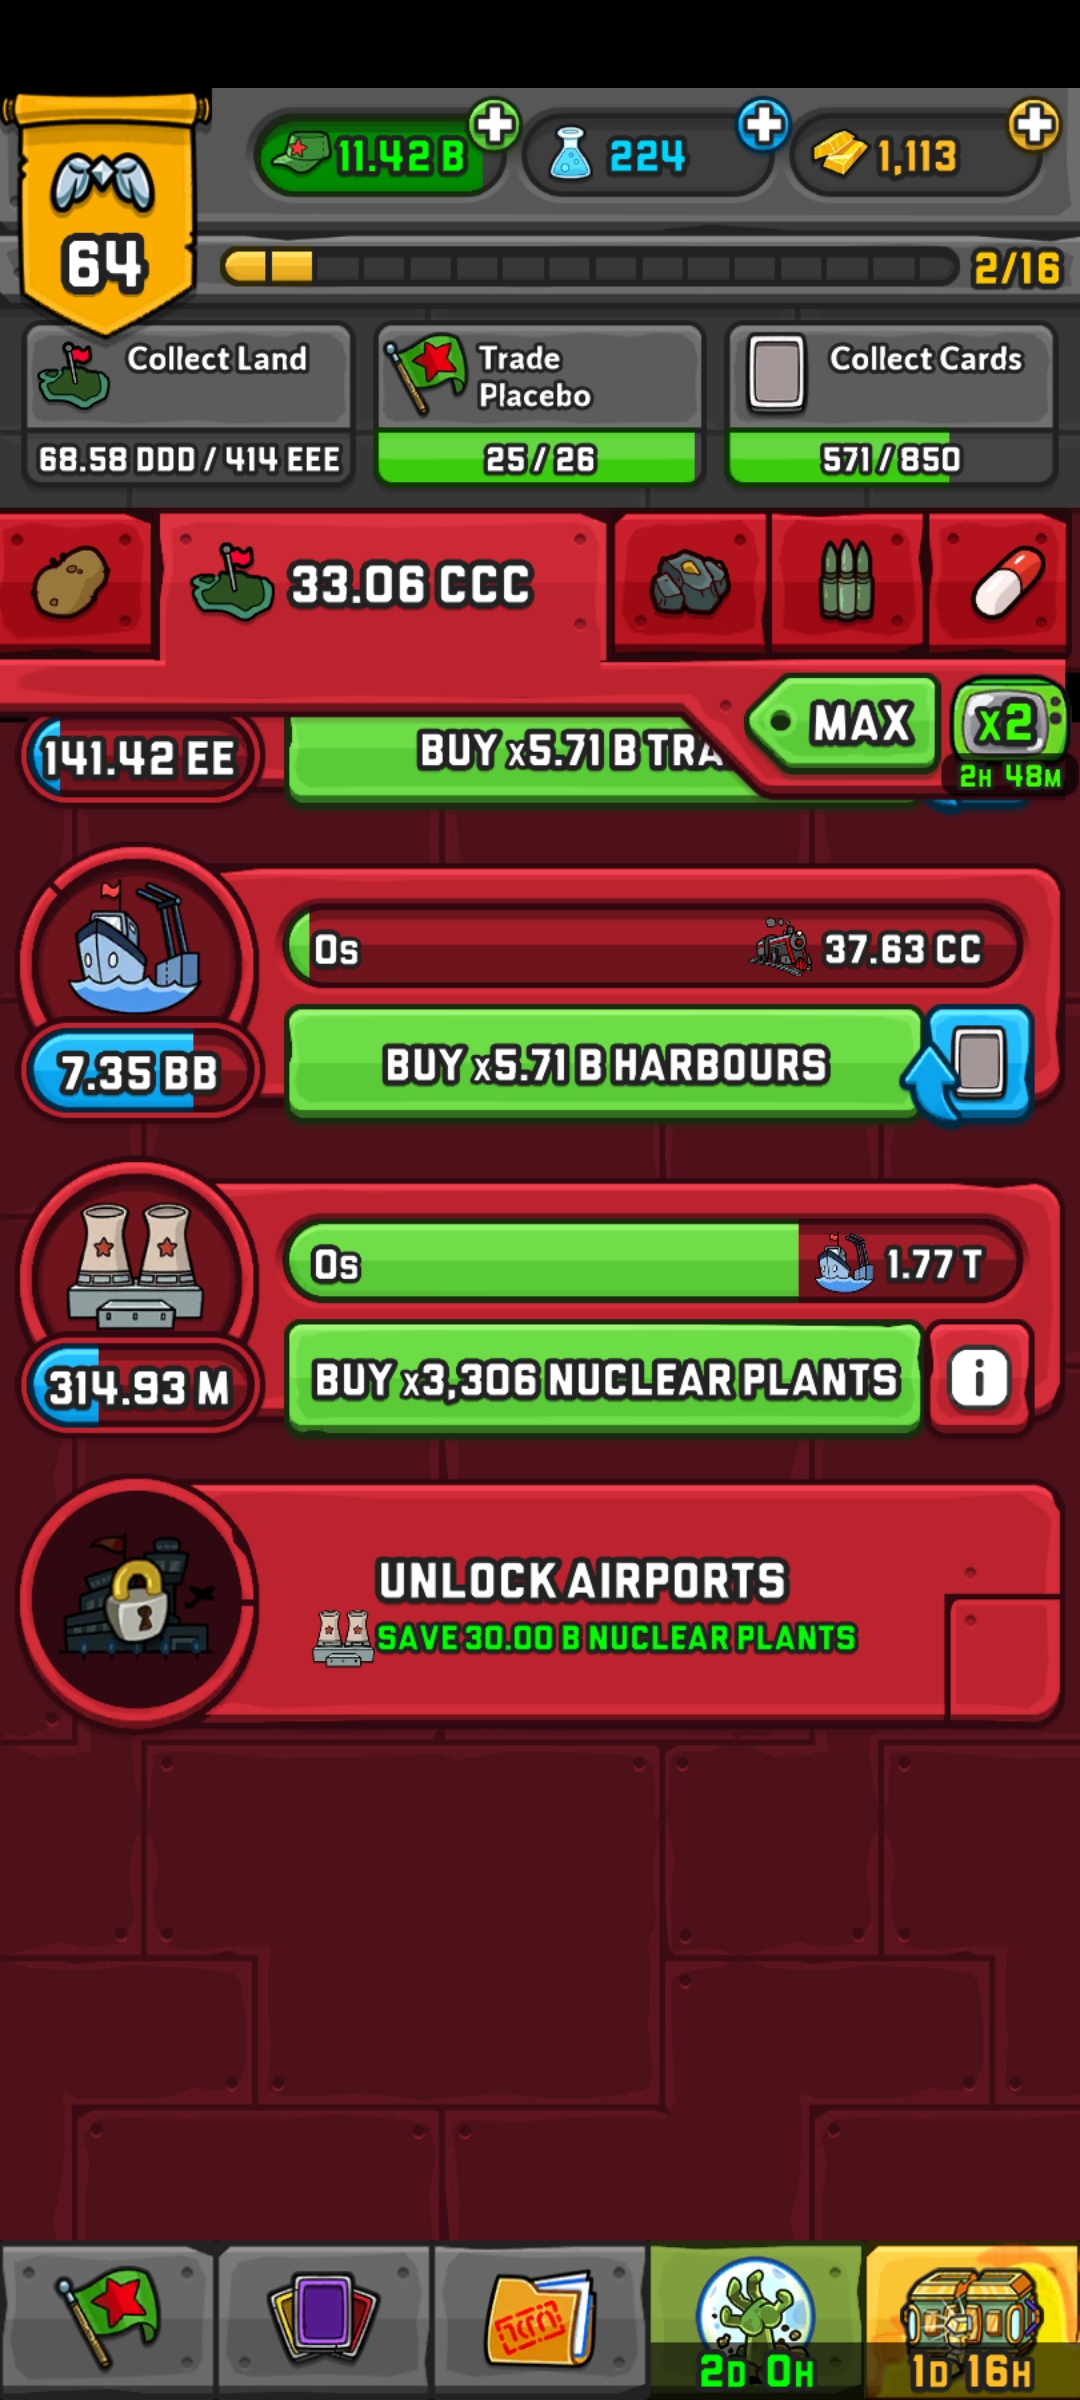 11.42 B
224
1,113
64
2/16
Collect Land
68.58 DDD / 414 EEE
Trade
Placebo
25 / 26
Collect Cards
571 / 850
33.06 CCC
MAX
x2
2H 48M
141.42 EE
BUY x5.71 B TRA
0s
37.63 CC
7.35 BB
BUY x5.71 B HARBOURS
0s
1.77 T
314.93 M
BUY x3,306 NUCLEAR PLANTS
i
UNLOCK AIRPORTS
SAVE 30.00 B NUCLEAR PLANTS
2D 0H
1D 16H